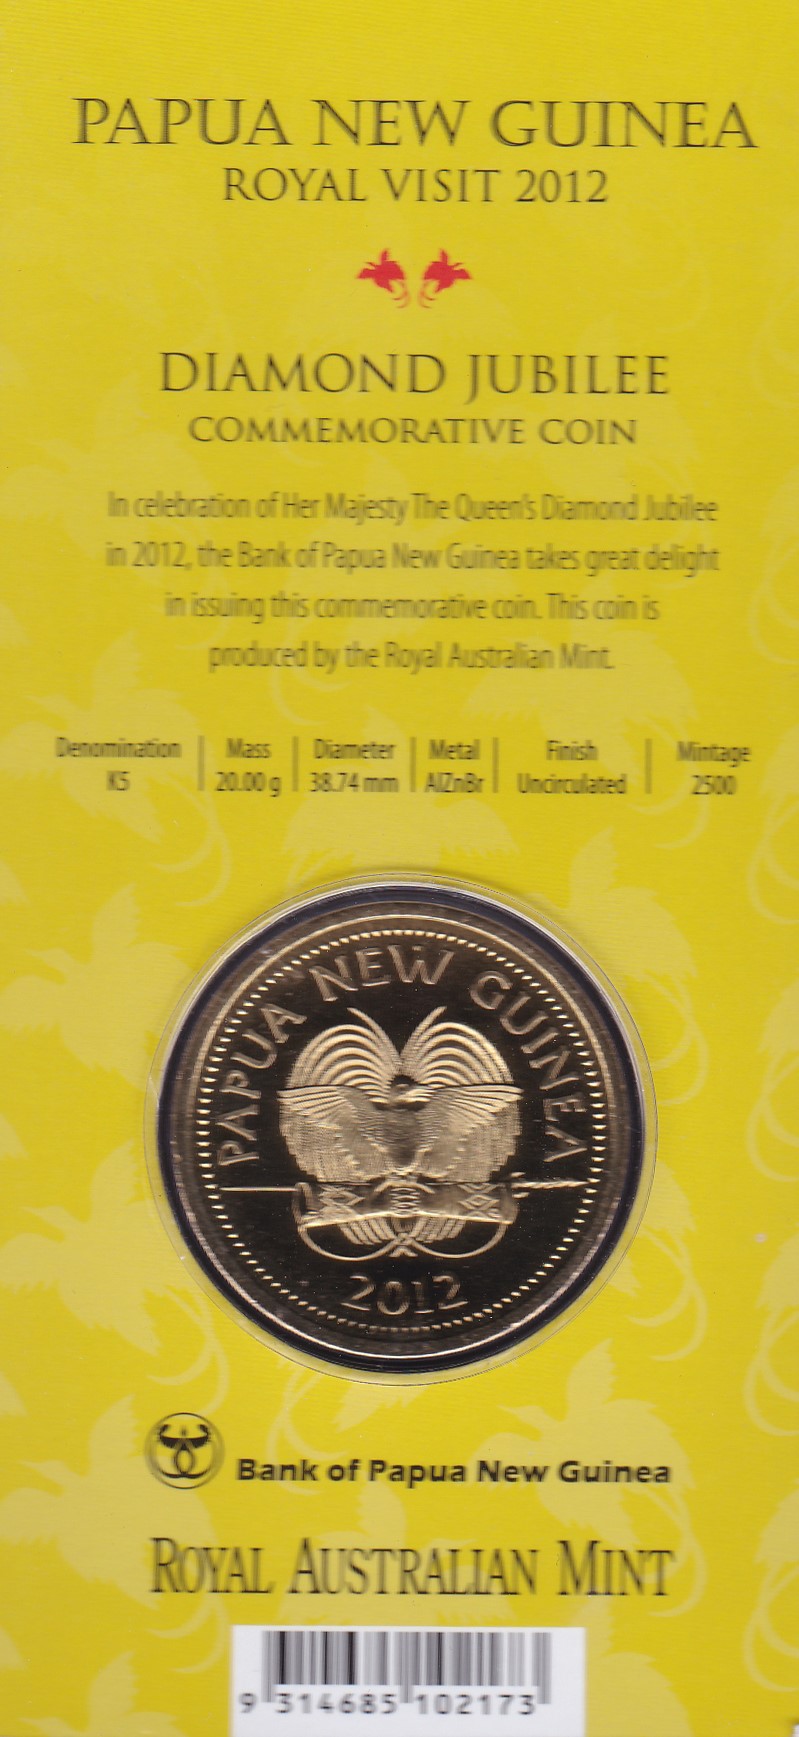 PAPUA NEW GUINEA
ROYAL VISIT 2012
DIAMOND JUBILEE
COMMEMORATIVE COIN
In celebration of Her Majesty The Queen's Diamond Jubilee
in 2012, the Bank of Papua New Guinea takes great delight
in issuing this commemorative coin. This coin is
produced by the Royal Australian Mint.
Denomination | Mass | Diameter | Metal | Finish | Mintage
K5 | 20.00 g | 38.74 mm | AlZnBr | Uncirculated | 2500
PAPUA NEW GUINEA
2012
Bank of Papua New Guinea
ROYAL AUSTRALIAN MINT
9 314685 102173